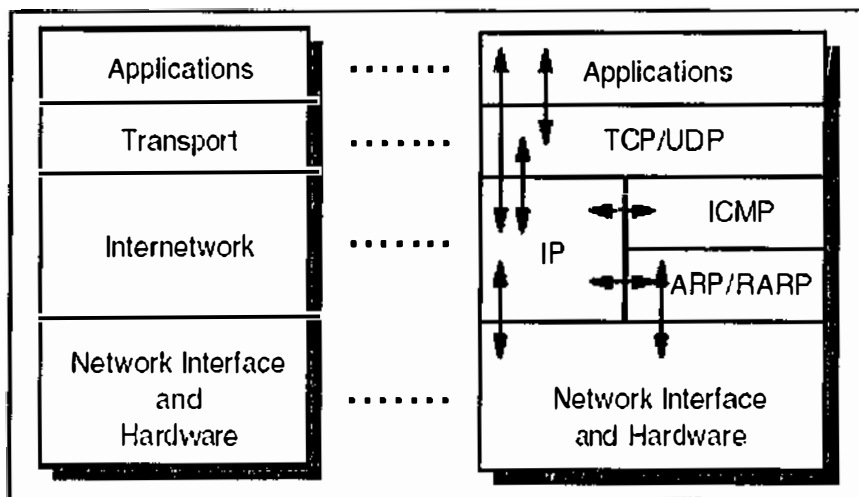 Applications
Transport
Internetwork
Network Interface
and
Hardware
Applications
TCP/UDP
ICMP
IP
ARP/RARP
Network Interface
and Hardware